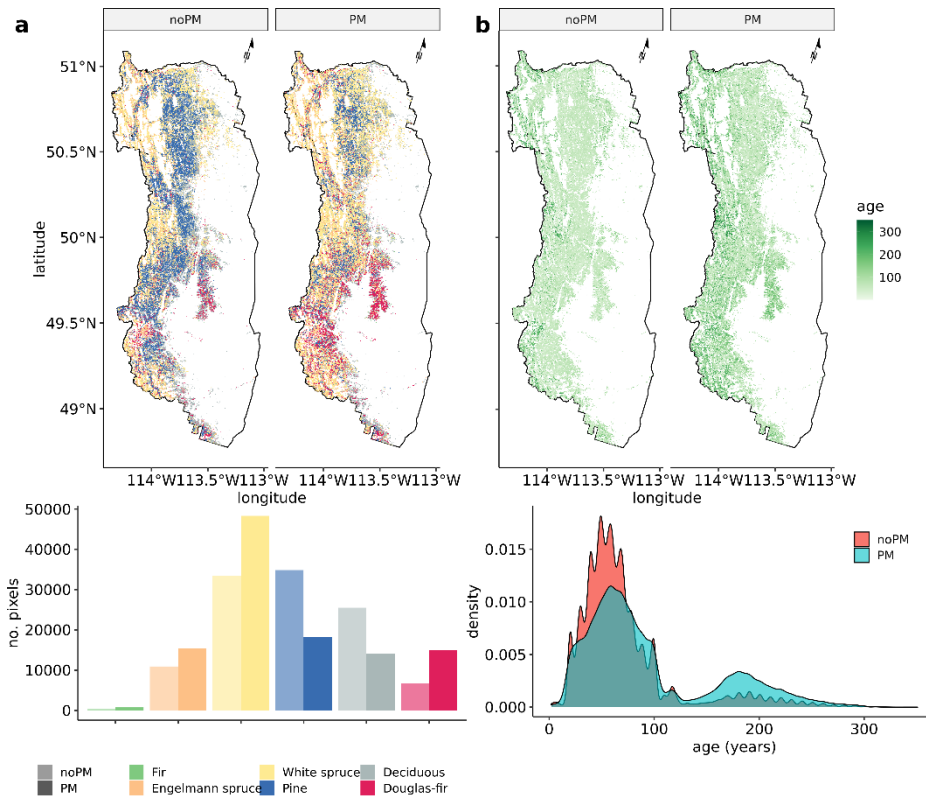 a
b
noPM
PM
noPM
PM
51°N
50.5°N
50°N
49.5°N
49°N
latitude
114°W113.5°W113°W
114°W113.5°W113°W
longitude
114°W113.5°W113°W
114°W113.5°W113°W
longitude
age
300
200
100
50000
40000
30000
20000
10000
0
no. pixels
noPM
PM
Fir
Engelmann spruce
White spruce
Pine
Deciduous
Douglas-fir
0.015
0.010
0.005
0.000
density
noPM
PM
0
100
200
300
age (years)